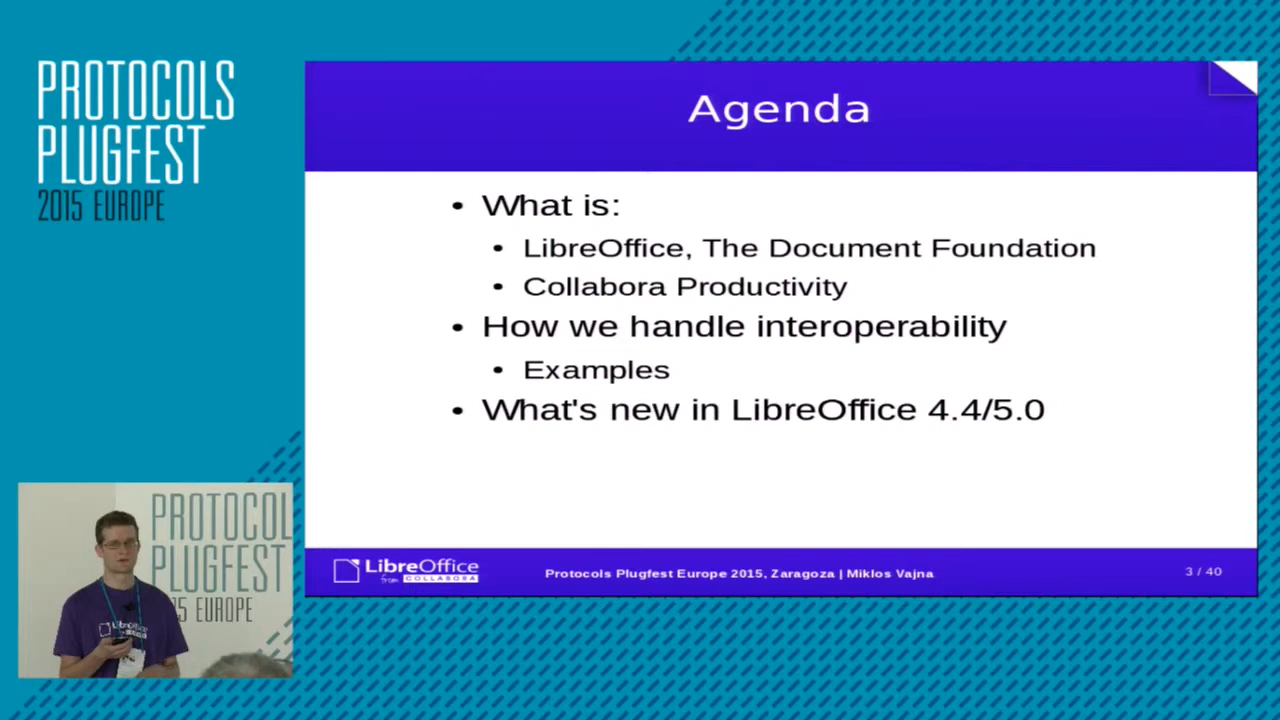 PROTOCOLS
PLUGFEST
2015 EUROPE
Agenda
• What is:
• LibreOffice, The Document Foundation
• Collabora Productivity
• How we handle interoperability
• Examples
• What's new in LibreOffice 4.4/5.0
LibreOffice
from COLLABORA
Protocols Plugfest Europe 2015, Zaragoza | Miklos Vajna
3 / 40
PROTOCOL
PLUGFEST
EUROPE
LibreOffice